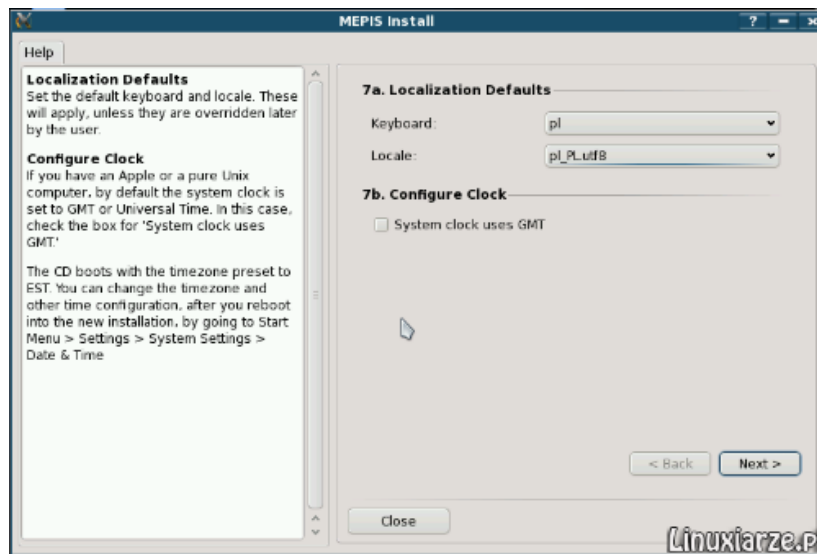 MEPIS Install
Help
Localization Defaults
Set the default keyboard and locale. These
will apply, unless they are overridden later
by the user.
Configure Clock
If you have an Apple or a pure Unix
computer, by default the system clock is
set to GMT or Universal Time. In this case,
check the box for 'System clock uses
GMT.'
The CD boots with the timezone preset to
EST. You can change the timezone and
other time configuration, after you reboot
into the new installation, by going to Start
Menu > Settings > System Settings >
Date & Time
7a. Localization Defaults
Keyboard:
pl
Locale:
pl_PL.utf8
7b. Configure Clock
System clock uses GMT
< Back
Next >
Close
Linuxiarze.p